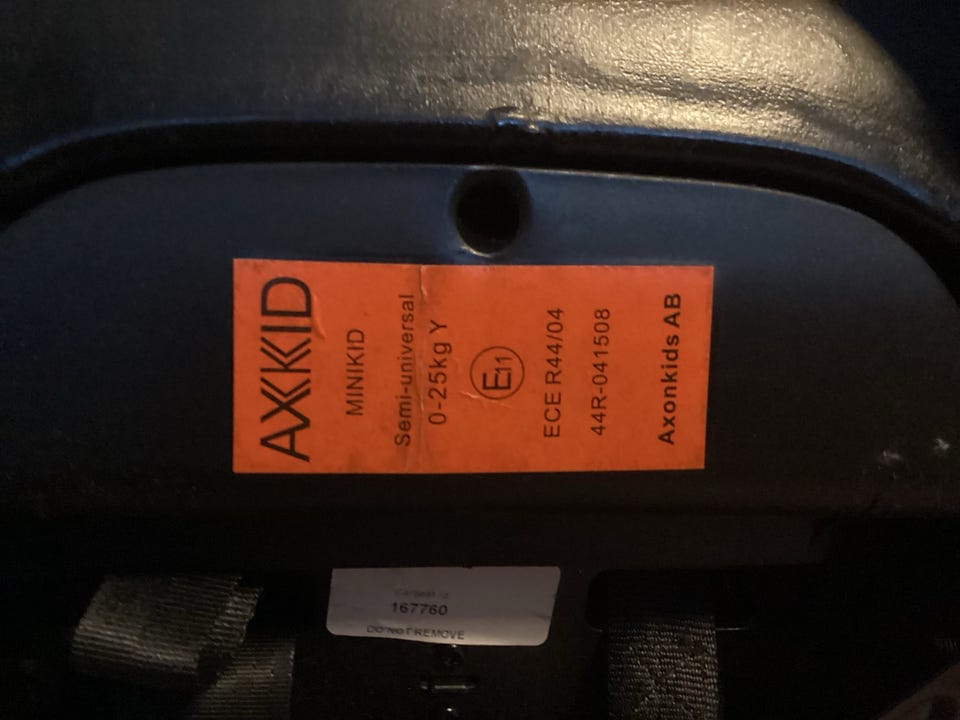 AXKID
MINIKID
Semi-universal
0-25kg Y
E11
ECE R44/04
44R-041508
Axonkids AB
167760
DO NOT REMOVE